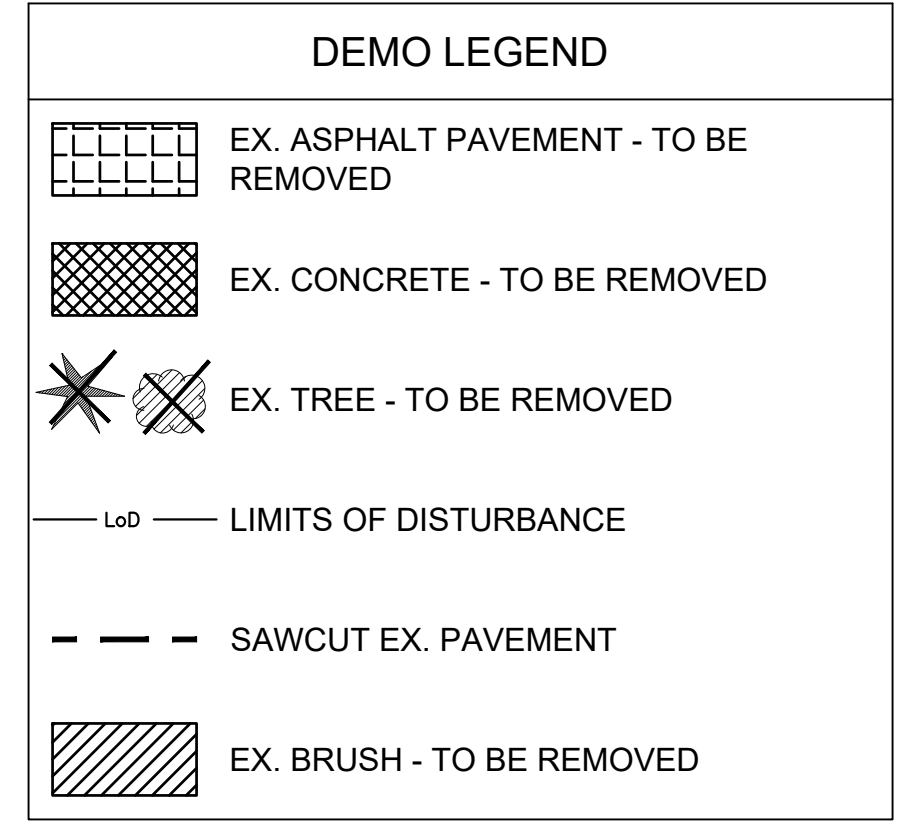 DEMO LEGEND
EX. ASPHALT PAVEMENT - TO BE
REMOVED
EX. CONCRETE - TO BE REMOVED
EX. TREE - TO BE REMOVED
LoD
LIMITS OF DISTURBANCE
SAWCUT EX. PAVEMENT
EX. BRUSH - TO BE REMOVED